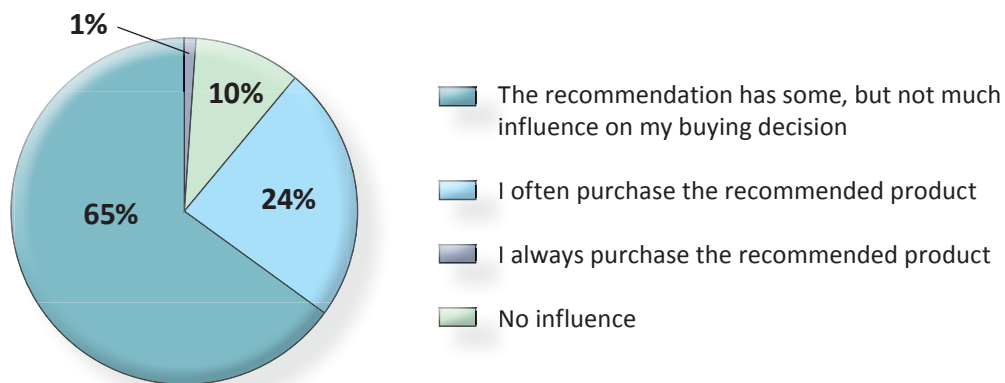 1%
10%
24%
65%
The recommendation has some, but not much
influence on my buying decision
I often purchase the recommended product
I always purchase the recommended product
No influence